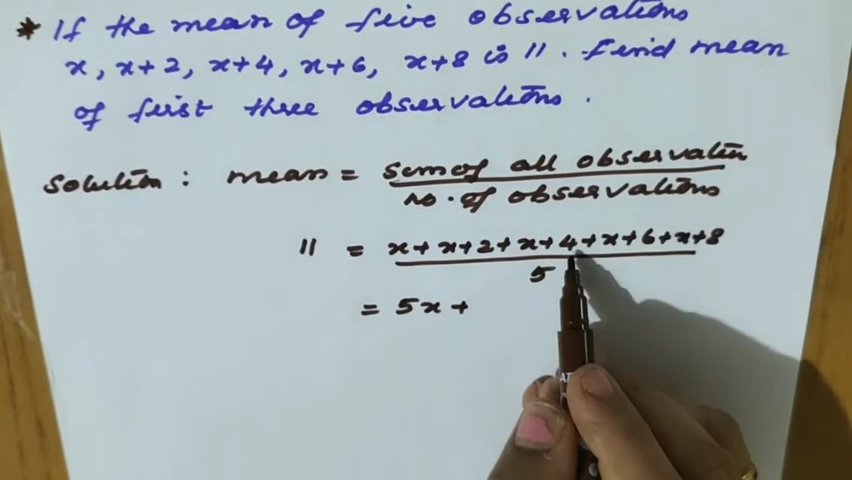 * If the mean of five observations
x, x+2, x+4, x+6, x+8 is 11. Find mean
of first three observations.
Solution: mean = sum of all observation
no. of observations
11 = x+x+2+x+4+x+6+x+8
5
= 5x+